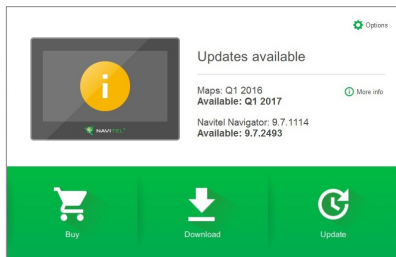 Options
Updates available
Maps: Q1 2016
Available: Q1 2017
More info
Navitel Navigator: 9.7.1114
Available: 9.7.2493
NAVITEL
Buy
Download
Update